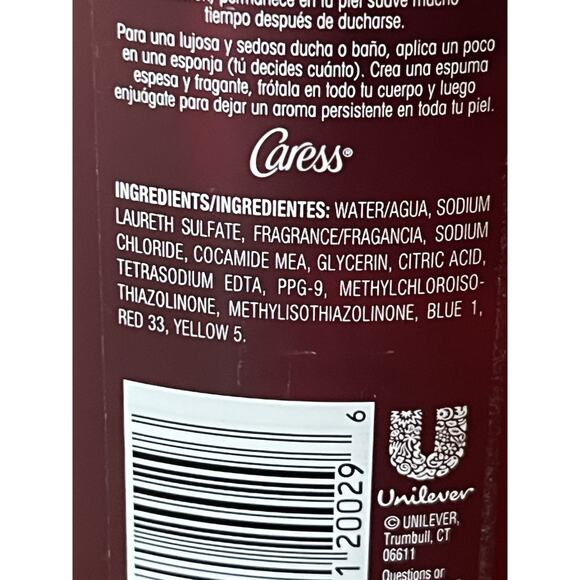 permanece en la piel suave mucho
tiempo después de ducharse.
Para una lujosa y sedosa ducha o baño, aplica un poco
en una esponja (tú decides cuánto). Crea una espuma
espesa y fragante, frótala en todo tu cuerpo y luego
enjuágate para dejar un aroma persistente en toda tu piel.
Caress®
INGREDIENTS/INGREDIENTES: WATER/AGUA, SODIUM
LAURETH SULFATE, FRAGRANCE/FRAGANCIA, SODIUM
CHLORIDE, COCAMIDE MEA, GLYCERIN, CITRIC ACID,
TETRASODIUM EDTA, PPG-9, METHYLCHLOROISO-
THIAZOLINONE, METHYLISOTHIAZOLINONE, BLUE 1,
RED 33, YELLOW 5.
1 20029 6
Unilever
© UNILEVER,
Trumbull, CT
06611
Questions or